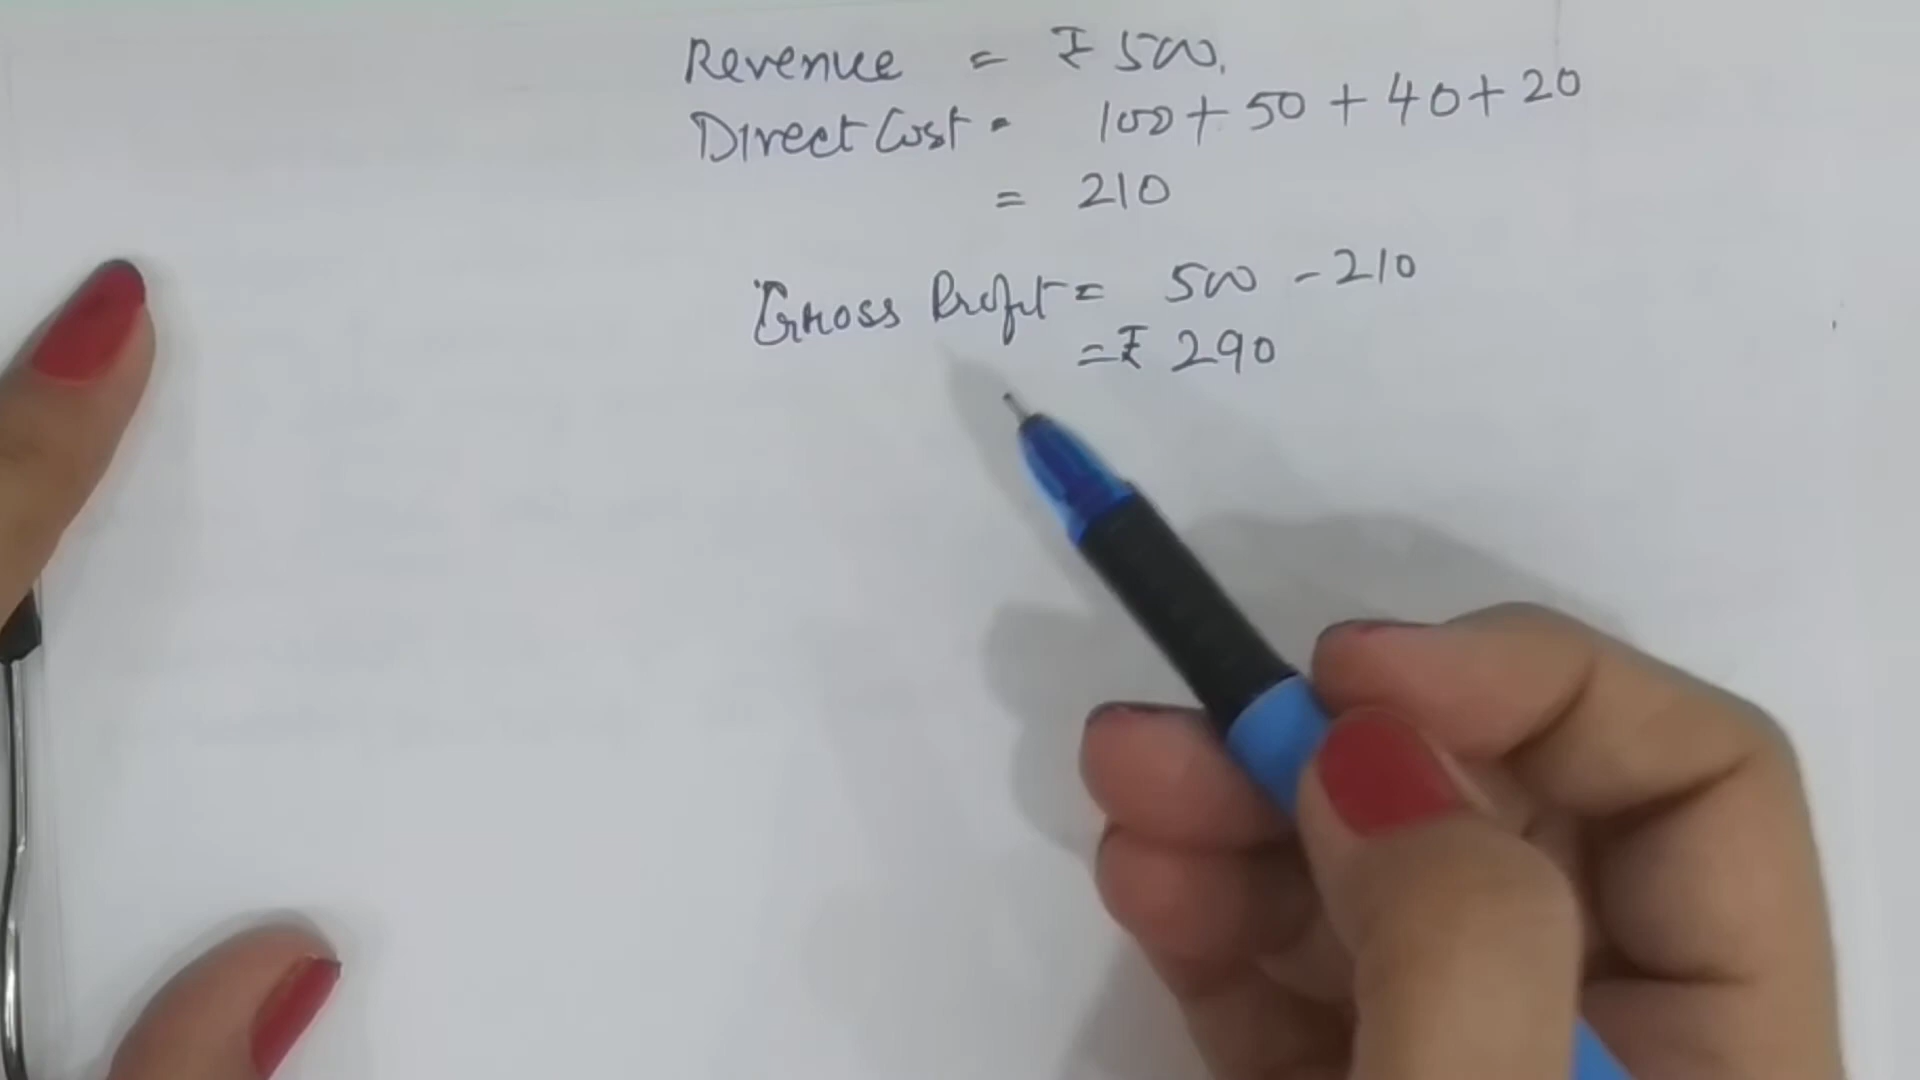 Revenue = ₹ 500.
Direct Cost = 100 + 50 + 40 + 20
= 210
Gross Profit = 500 - 210
= ₹ 290